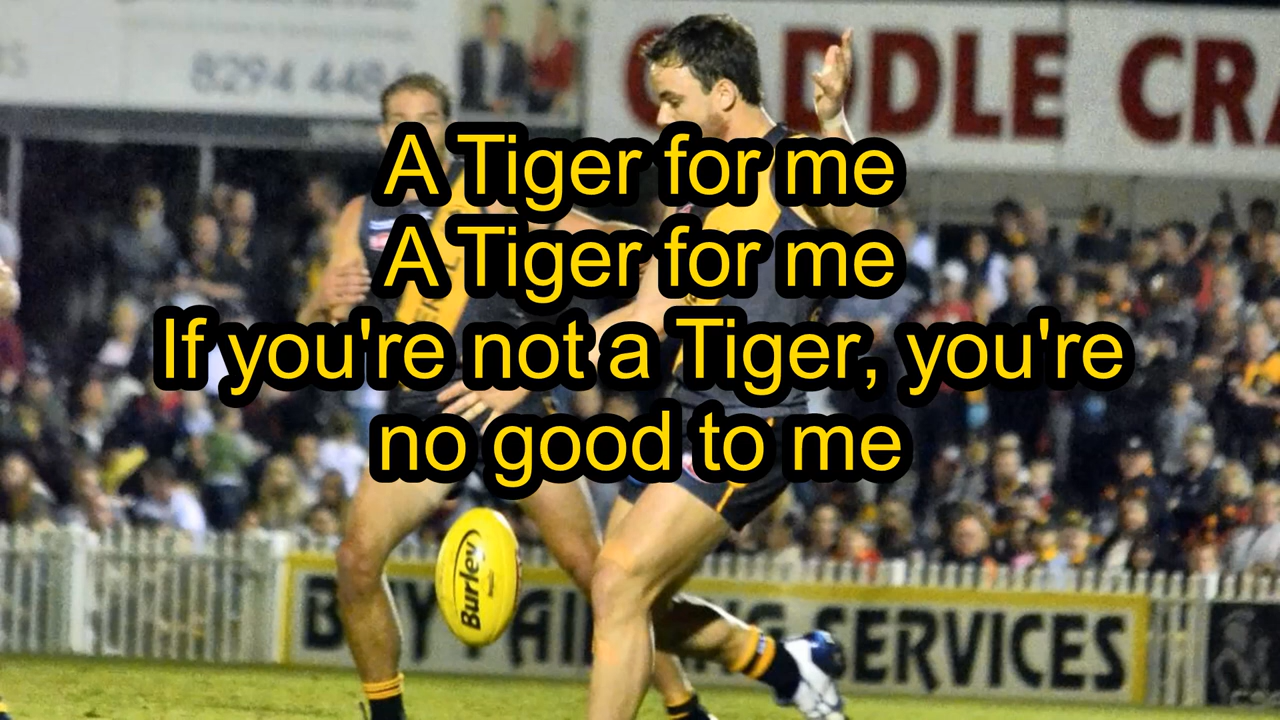 8294 448
DDLE CRA
A Tiger for me
A Tiger for me
If you're not a Tiger, you're
no good to me
Burley
SERVICES